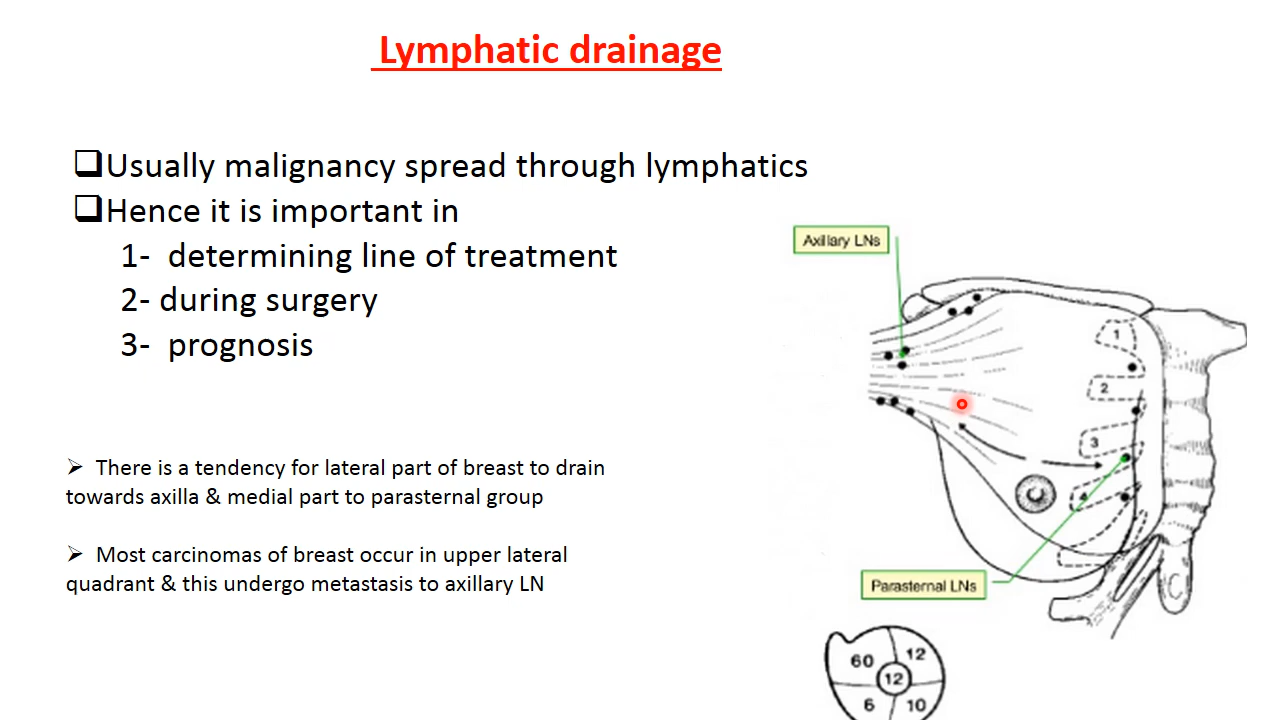 Lymphatic drainage
❑Usually malignancy spread through lymphatics
❑Hence it is important in
1- determining line of treatment
2- during surgery
3- prognosis
➢ There is a tendency for lateral part of breast to drain
towards axilla & medial part to parasternal group
➢ Most carcinomas of breast occur in upper lateral
quadrant & this undergo metastasis to axillary LN
Axillary LNs
1
2
3
4
Parasternal LNs
60 12
12
6 10